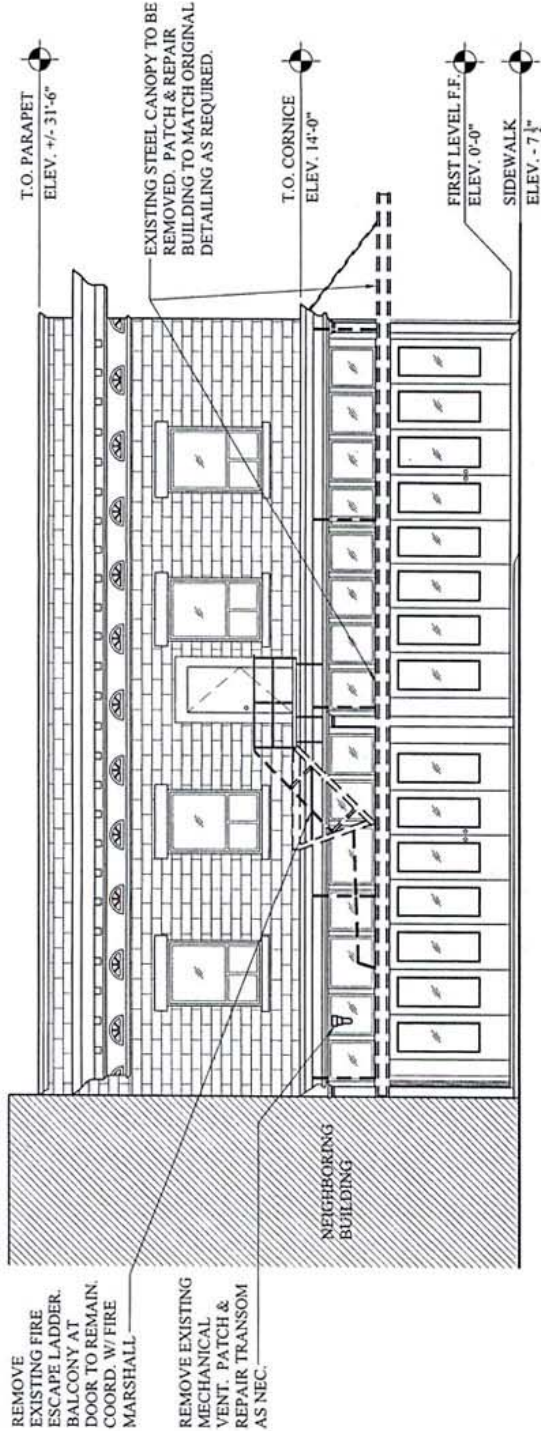 REMOVE
EXISTING FIRE
ESCAPE LADDER.
BALCONY AT
DOOR TO REMAIN.
COORD. W/ FIRE
MARSHALL
REMOVE EXISTING
MECHANICAL
VENT. PATCH &
REPAIR TRANSOM
AS NEC.
NEIGHBORING
BUILDING
T.O. PARAPET
ELEV. +/- 31'-6"
EXISTING STEEL CANOPY TO BE
REMOVED. PATCH & REPAIR
BUILDING TO MATCH ORIGINAL
DETAILING AS REQUIRED.
T.O. CORNICE
ELEV. 14'-0"
FIRST LEVEL F.F.
ELEV. 0'-0"
SIDEWALK
ELEV. - 7 1/2"